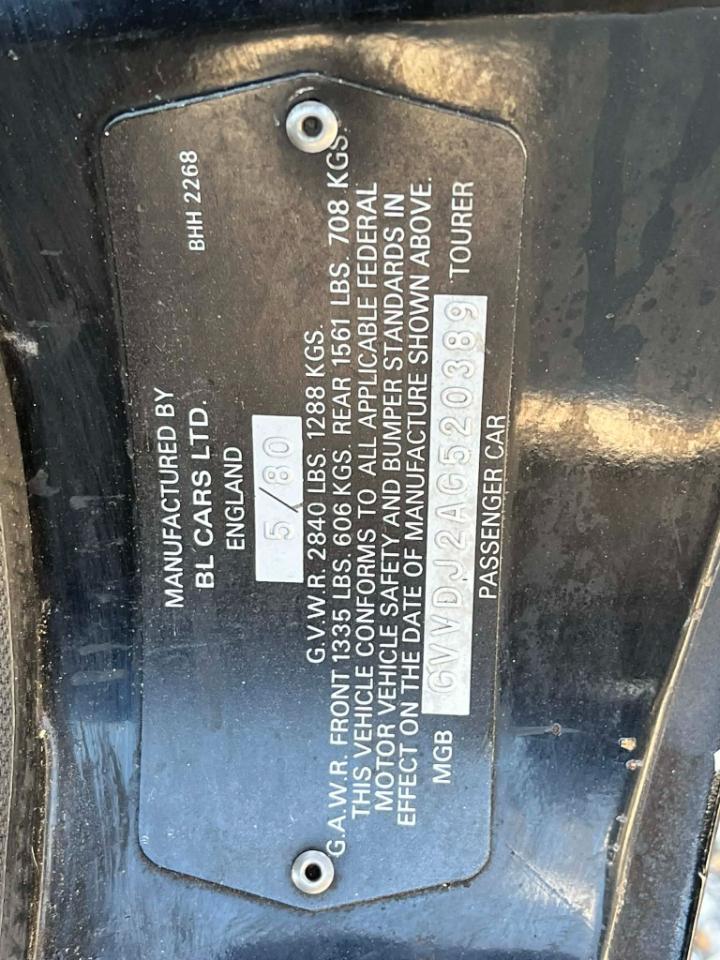 BHH 2268
MANUFACTURED BY
BL CARS LTD.
ENGLAND
5/80
G.V.W.R. 2840 LBS. 1288 KGS.
G.A.W.R. FRONT 1335 LBS. 606 KGS. REAR 1561 LBS. 708 KGS.
THIS VEHICLE CONFORMS TO ALL APPLICABLE FEDERAL
MOTOR VEHICLE SAFETY AND BUMPER STANDARDS IN
EFFECT ON THE DATE OF MANUFACTURE SHOWN ABOVE.
MGB GVVDJ2AG520389 TOURER
PASSENGER CAR